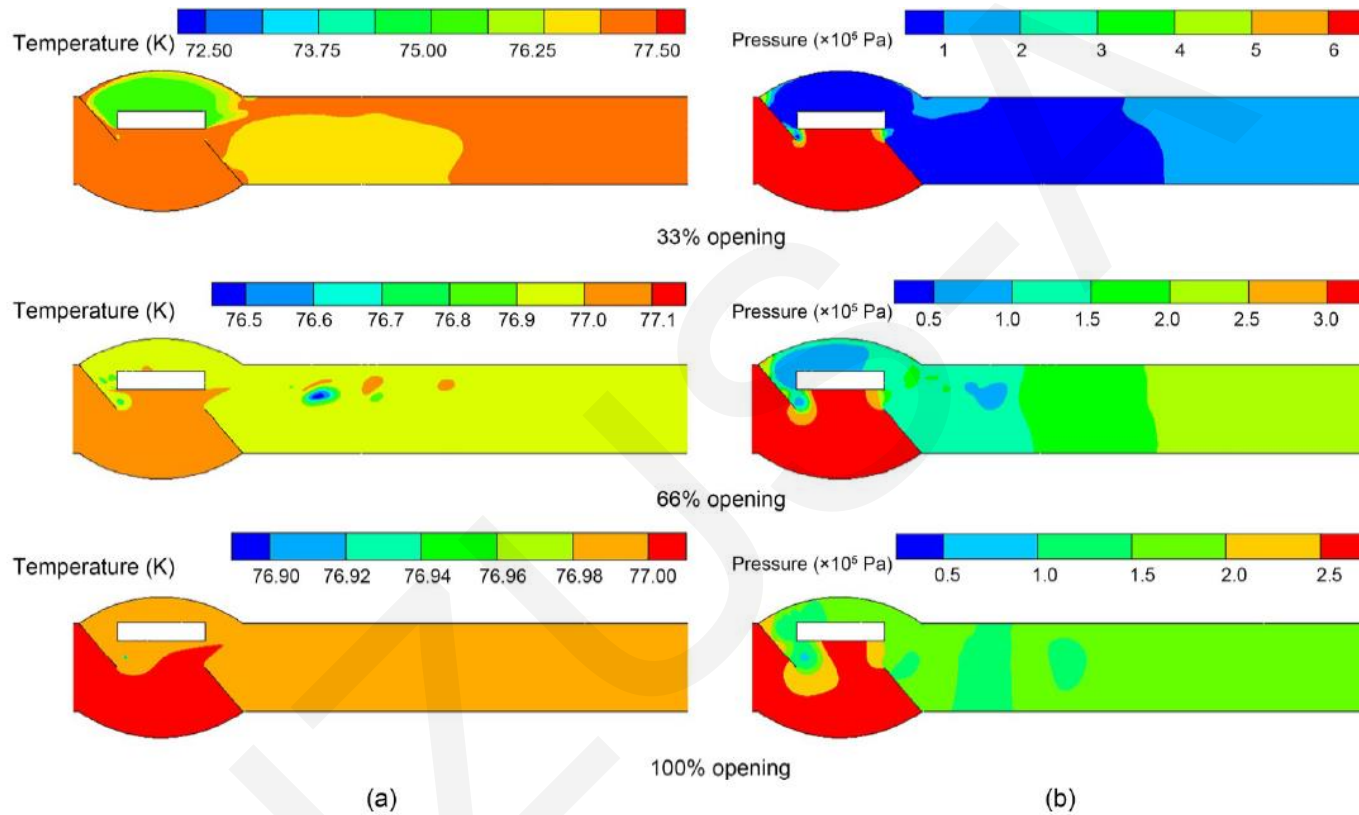 Temperature (K)
72.50 73.75 75.00 76.25 77.50
Pressure (×10⁵ Pa)
1 2 3 4 5 6
33% opening
Temperature (K)
76.5 76.6 76.7 76.8 76.9 77.0 77.1
Pressure (×10⁵ Pa)
0.5 1.0 1.5 2.0 2.5 3.0
66% opening
Temperature (K)
76.90 76.92 76.94 76.96 76.98 77.00
Pressure (×10⁵ Pa)
0.5 1.0 1.5 2.0 2.5
100% opening
(a) (b)
JZUS-A